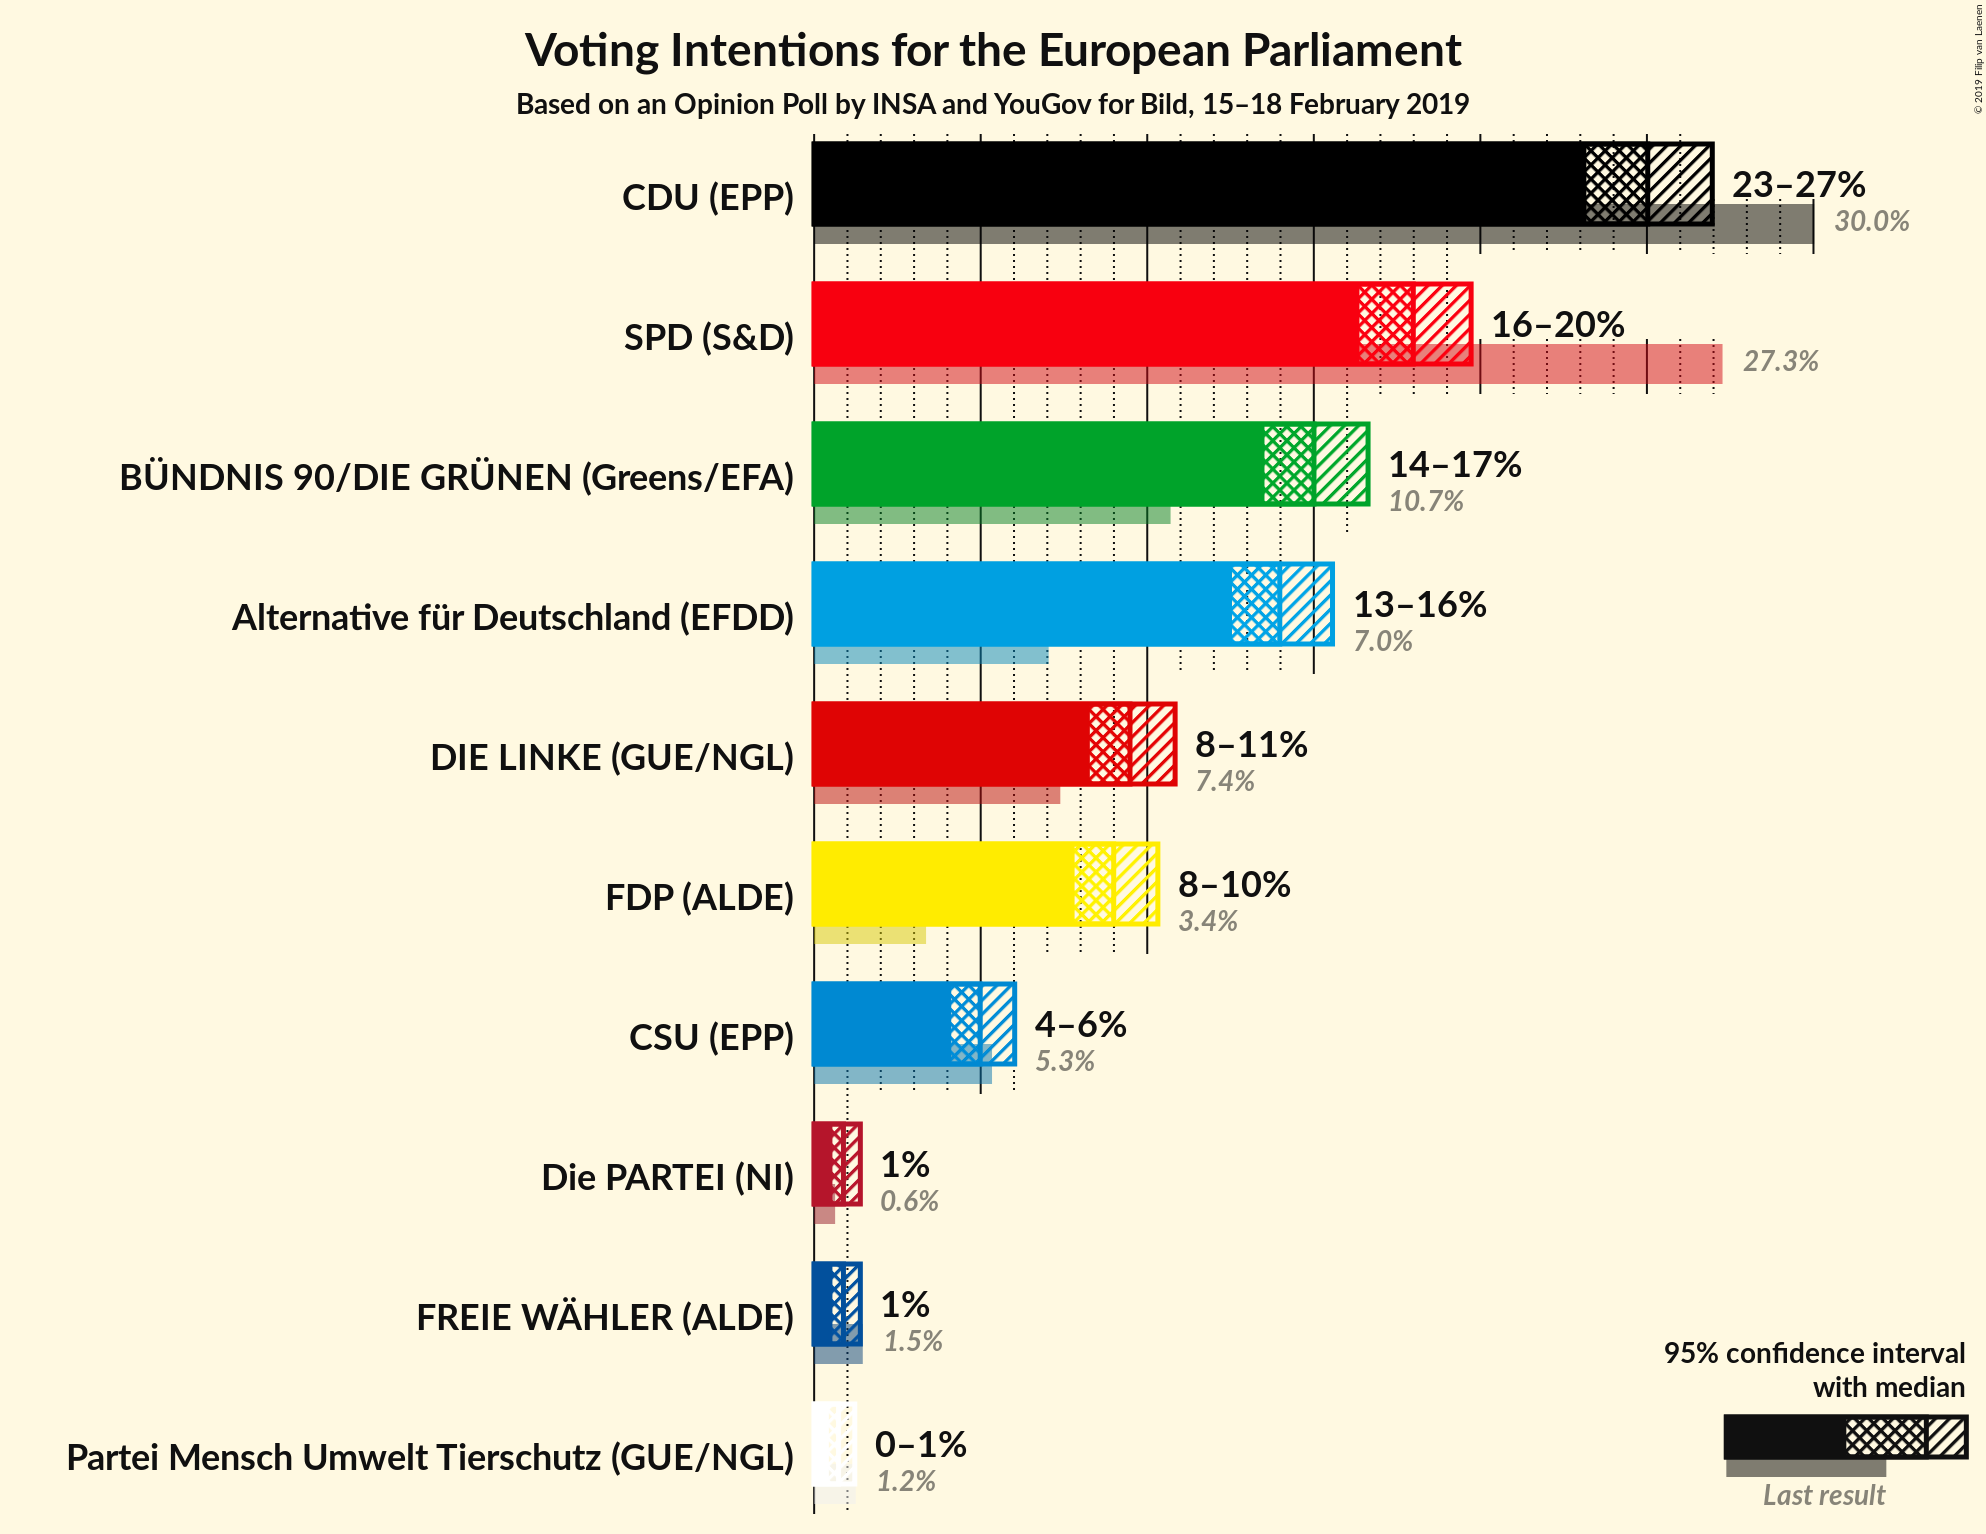 Voting Intentions for the European Parliament
Based on an Opinion Poll by INSA and YouGov for Bild, 15–18 February 2019
© 2019 Filip van Laenen
CDU (EPP)
23–27%
30.0%
SPD (S&D)
16–20%
27.3%
BÜNDNIS 90/DIE GRÜNEN (Greens/EFA)
14–17%
10.7%
Alternative für Deutschland (EFDD)
13–16%
7.0%
DIE LINKE (GUE/NGL)
8–11%
7.4%
FDP (ALDE)
8–10%
3.4%
CSU (EPP)
4–6%
5.3%
Die PARTEI (NI)
1%
0.6%
FREIE WÄHLER (ALDE)
1%
1.5%
Partei Mensch Umwelt Tierschutz (GUE/NGL)
0–1%
1.2%
95% confidence interval
with median
Last result